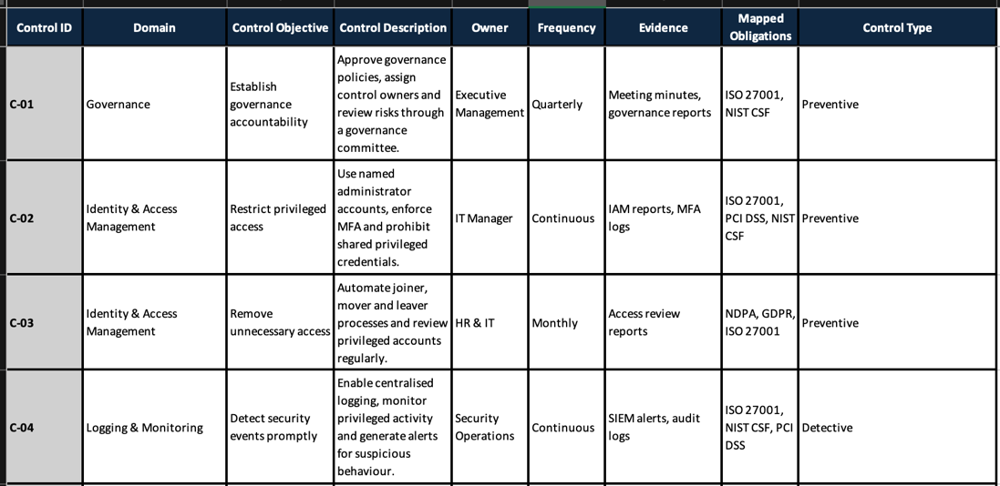 Control ID
Domain
Control Objective
Control Description
Owner
Frequency
Evidence
Mapped
Obligations
Control Type
C-01
Governance
Establish
governance
accountability
Approve governance
policies, assign
control owners and
review risks through
a governance
committee.
Executive
Management
Quarterly
Meeting minutes,
governance reports
ISO 27001,
NIST CSF
Preventive
C-02
Identity & Access
Management
Restrict privileged
access
Use named
administrator
accounts, enforce
MFA and prohibit
shared privileged
credentials.
IT Manager
Continuous
IAM reports, MFA
logs
ISO 27001,
PCI DSS, NIST
CSF
Preventive
C-03
Identity & Access
Management
Remove
unnecessary access
Automate joiner,
mover and leaver
processes and review
privileged accounts
regularly.
HR & IT
Monthly
Access review
reports
NDPA, GDPR,
ISO 27001
Preventive
C-04
Logging & Monitoring
Detect security
events promptly
Enable centralised
logging, monitor
privileged activity
and generate alerts
for suspicious
behaviour.
Security
Operations
Continuous
SIEM alerts, audit
logs
ISO 27001,
NIST CSF, PCI
DSS
Detective